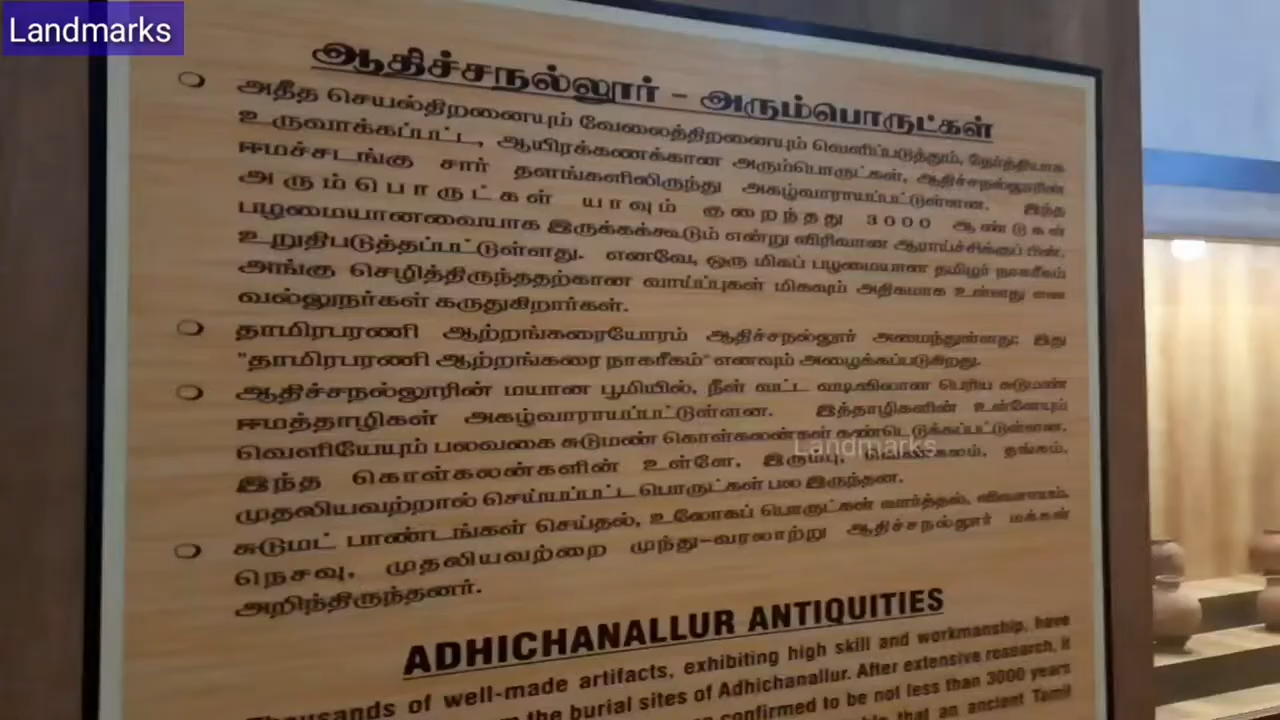 Landmarks
ஆதிச்சநல்லூர் - அரும்பொருட்கள்
அதீத செயல்திறனையும் வேலைத்திறனையும் வெளிப்படுத்தும், நேர்த்தியாக
உருவாக்கப்பட்ட, ஆயிரக்கணக்கான அரும்பொருட்கள், ஆதிச்சநல்லூரின்
ஈமச்சடங்கு சார் தளங்களிலிருந்து அகழ்வாராயப்பட்டுள்ளன. இந்த
அரும்பொருட்கள் யாவும் குறைந்தது 3000 ஆண்டுகள்
பழமையானவையாக இருக்கக்கூடும் என்று விரிவான ஆராய்ச்சிக்குப் பின்,
உறுதிபடுத்தப்பட்டுள்ளது. எனவே, ஒரு மிகப் பழமையான தமிழர் நாகரீகம்
அங்கு செழித்திருந்ததற்கான வாய்ப்புகள் மிகவும் அதிகமாக உள்ளது என
வல்லுநர்கள் கருதுகிறார்கள்.
தாமிரபரணி ஆற்றங்கரையோரம் ஆதிச்சநல்லூர் அமைந்துள்ளது; இது
"தாமிரபரணி ஆற்றங்கரை நாகரீகம்" எனவும் அழைக்கப்படுகிறது.
ஆதிச்சநல்லூரின் மயான பூமியில், நீள் வட்ட வடிவிலான பெரிய சுடுமண்
ஈமத்தாழிகள் அகழ்வாராயப்பட்டுள்ளன. இத்தாழிகளின் உள்ளேயும்
வெளியேயும் பலவகை சுடுமண் கொள்கலன்கள் கண்டெடுக்கப்பட்டுள்ளன.
Landmarks
இந்த கொள்கலன்களின் உள்ளே, இரும்பு, வெண்கலம், தங்கம்,
முதலியவற்றால் செய்யப்பட்ட பொருட்கள் பல இருந்தன.
சுடுமட் பாண்டங்கள் செய்தல், உலோகப் பொருட்கள் வார்த்தல், விவசாயம்,
நெசவு, முதலியவற்றை முந்து-வரலாற்று ஆதிச்சநல்லூர் மக்கள்
அறிந்திருந்தனர்.
ADHICHANALLUR ANTIQUITIES
Thousands of well-made artifacts, exhibiting high skill and workmanship, have
the burial sites of Adhichanallur. After extensive research, it
confirmed to be not less than 3000 years
that an ancient Tamil